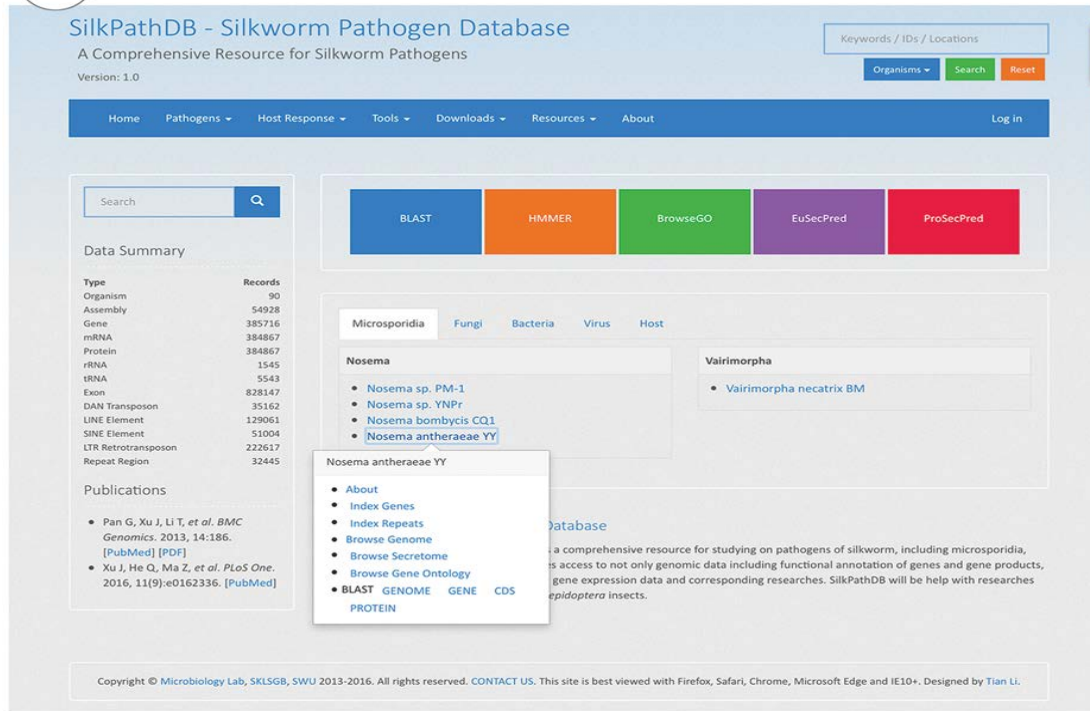 SilkPathDB - Silkworm Pathogen Database
A Comprehensive Resource for Silkworm Pathogens
Version: 1.0
Keywords / IDs / Locations
Organisms
Search
Reset
Home
Pathogens
Host Response
Tools
Downloads
Resources
About
Log in
Search
Data Summary
Type Records
Organism 90
Assembly 54928
Gene 385716
mRNA 384867
Protein 384867
rRNA 1545
tRNA 5543
Exon 828147
DAN Transposon 35162
LINE Element 129061
SINE Element 51004
LTR Retrotransposon 222617
Repeat Region 32445
Publications
Pan G, Xu J, Li T, et al. BMC
Genomics. 2013, 14:186.
[PubMed] [PDF]
Xu J, He Q, Ma Z, et al. PLoS One.
2016, 11(9):e0162336. [PubMed]
BLAST
HMMER
BrowseGO
EuSecPred
ProSecPred
Microsporidia
Fungi
Bacteria
Virus
Host
Nosema
Nosema sp. PM-1
Nosema sp. YNPr
Nosema bombycis CQ1
Nosema antheraeae YY
Vairimorpha
Vairimorpha necatrix BM
Nosema antheraeae YY
About
Index Genes
Index Repeats
Browse Genome
Browse Secretome
Browse Gene Ontology
BLAST GENOME GENE CDS
PROTEIN
Database
a comprehensive resource for studying on pathogens of silkworm, including microsporidia,
access to not only genomic data including functional annotation of genes and gene products,
gene expression data and corresponding researches. SilkPathDB will be help with researches
insects.
Copyright © Microbiology Lab, SKLSGB, SWU 2013-2016. All rights reserved. CONTACT US. This site is best viewed with Firefox, Safari, Chrome, Microsoft Edge and IE10+. Designed by Tian Li.